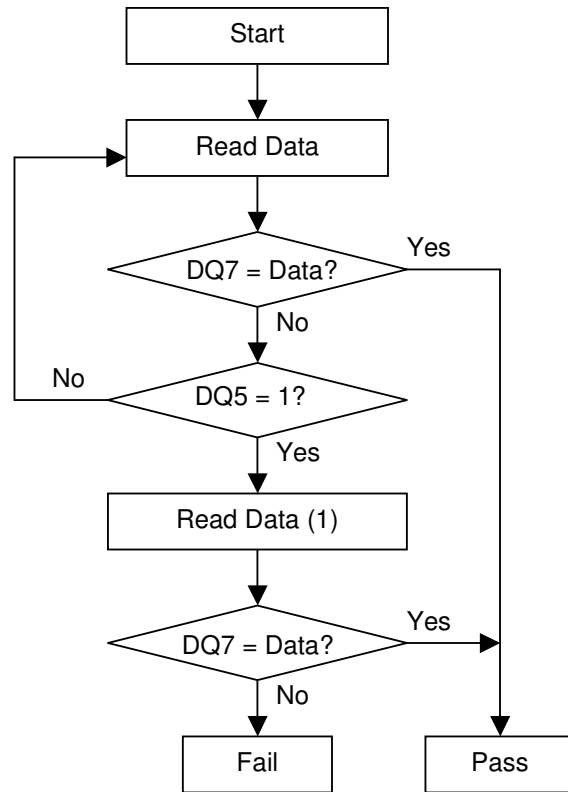 Start
Read Data
Yes
DQ7 = Data?
No
No
DQ5 = 1?
Yes
Read Data (1)
Yes
DQ7 = Data?
No
Fail
Pass